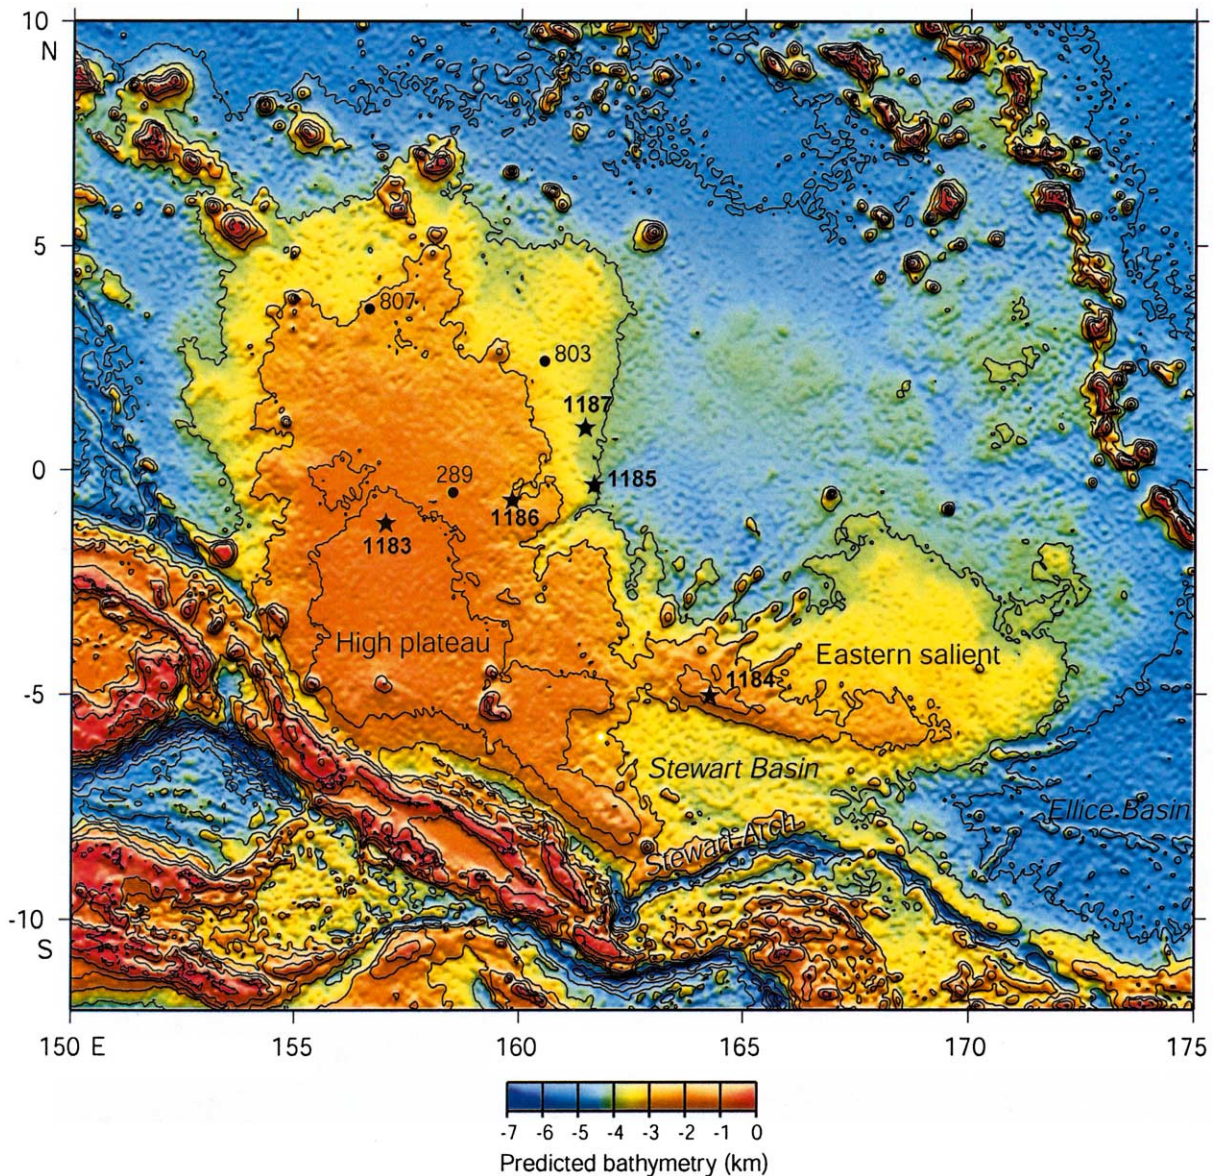 10
N
5
807
803
1187
0
289
1185
1186
1183
High plateau
Eastern salient
-5
1184
Stewart Basin
Ellice Basin
Stewart Arch
-10
S
150 E
155
160
165
170
175
-7
-6
-5
-4
-3
-2
-1
0
Predicted bathymetry (km)